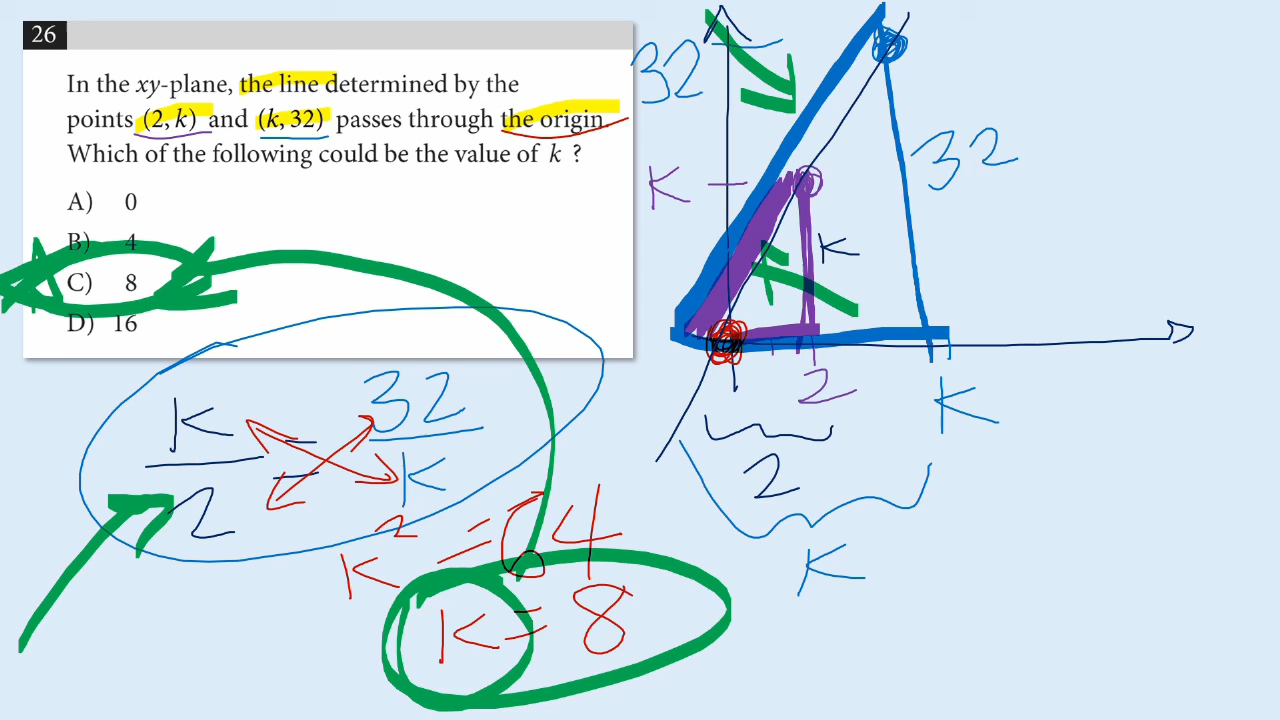 26
In the xy-plane, the line determined by the
points (2, k) and (k, 32) passes through the origin.
Which of the following could be the value of k ?
A) 0
B) 4
C) 8
D) 16
32
K
32
K
2
K
2
K
K/2 = 32/K
K² = 64
K = 8